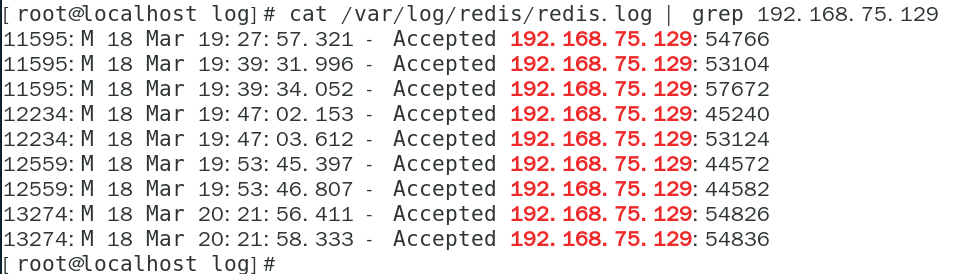 [root@localhost log]# cat /var/log/redis/redis.log | grep 192.168.75.129
11595:M 18 Mar 19:27:57.321 - Accepted 192.168.75.129:54766
11595:M 18 Mar 19:39:31.996 - Accepted 192.168.75.129:53104
11595:M 18 Mar 19:39:34.052 - Accepted 192.168.75.129:57672
12234:M 18 Mar 19:47:02.153 - Accepted 192.168.75.129:45240
12234:M 18 Mar 19:47:03.612 - Accepted 192.168.75.129:53124
12559:M 18 Mar 19:53:45.397 - Accepted 192.168.75.129:44572
12559:M 18 Mar 19:53:46.807 - Accepted 192.168.75.129:44582
13274:M 18 Mar 20:21:56.411 - Accepted 192.168.75.129:54826
13274:M 18 Mar 20:21:58.333 - Accepted 192.168.75.129:54836
[root@localhost log]#